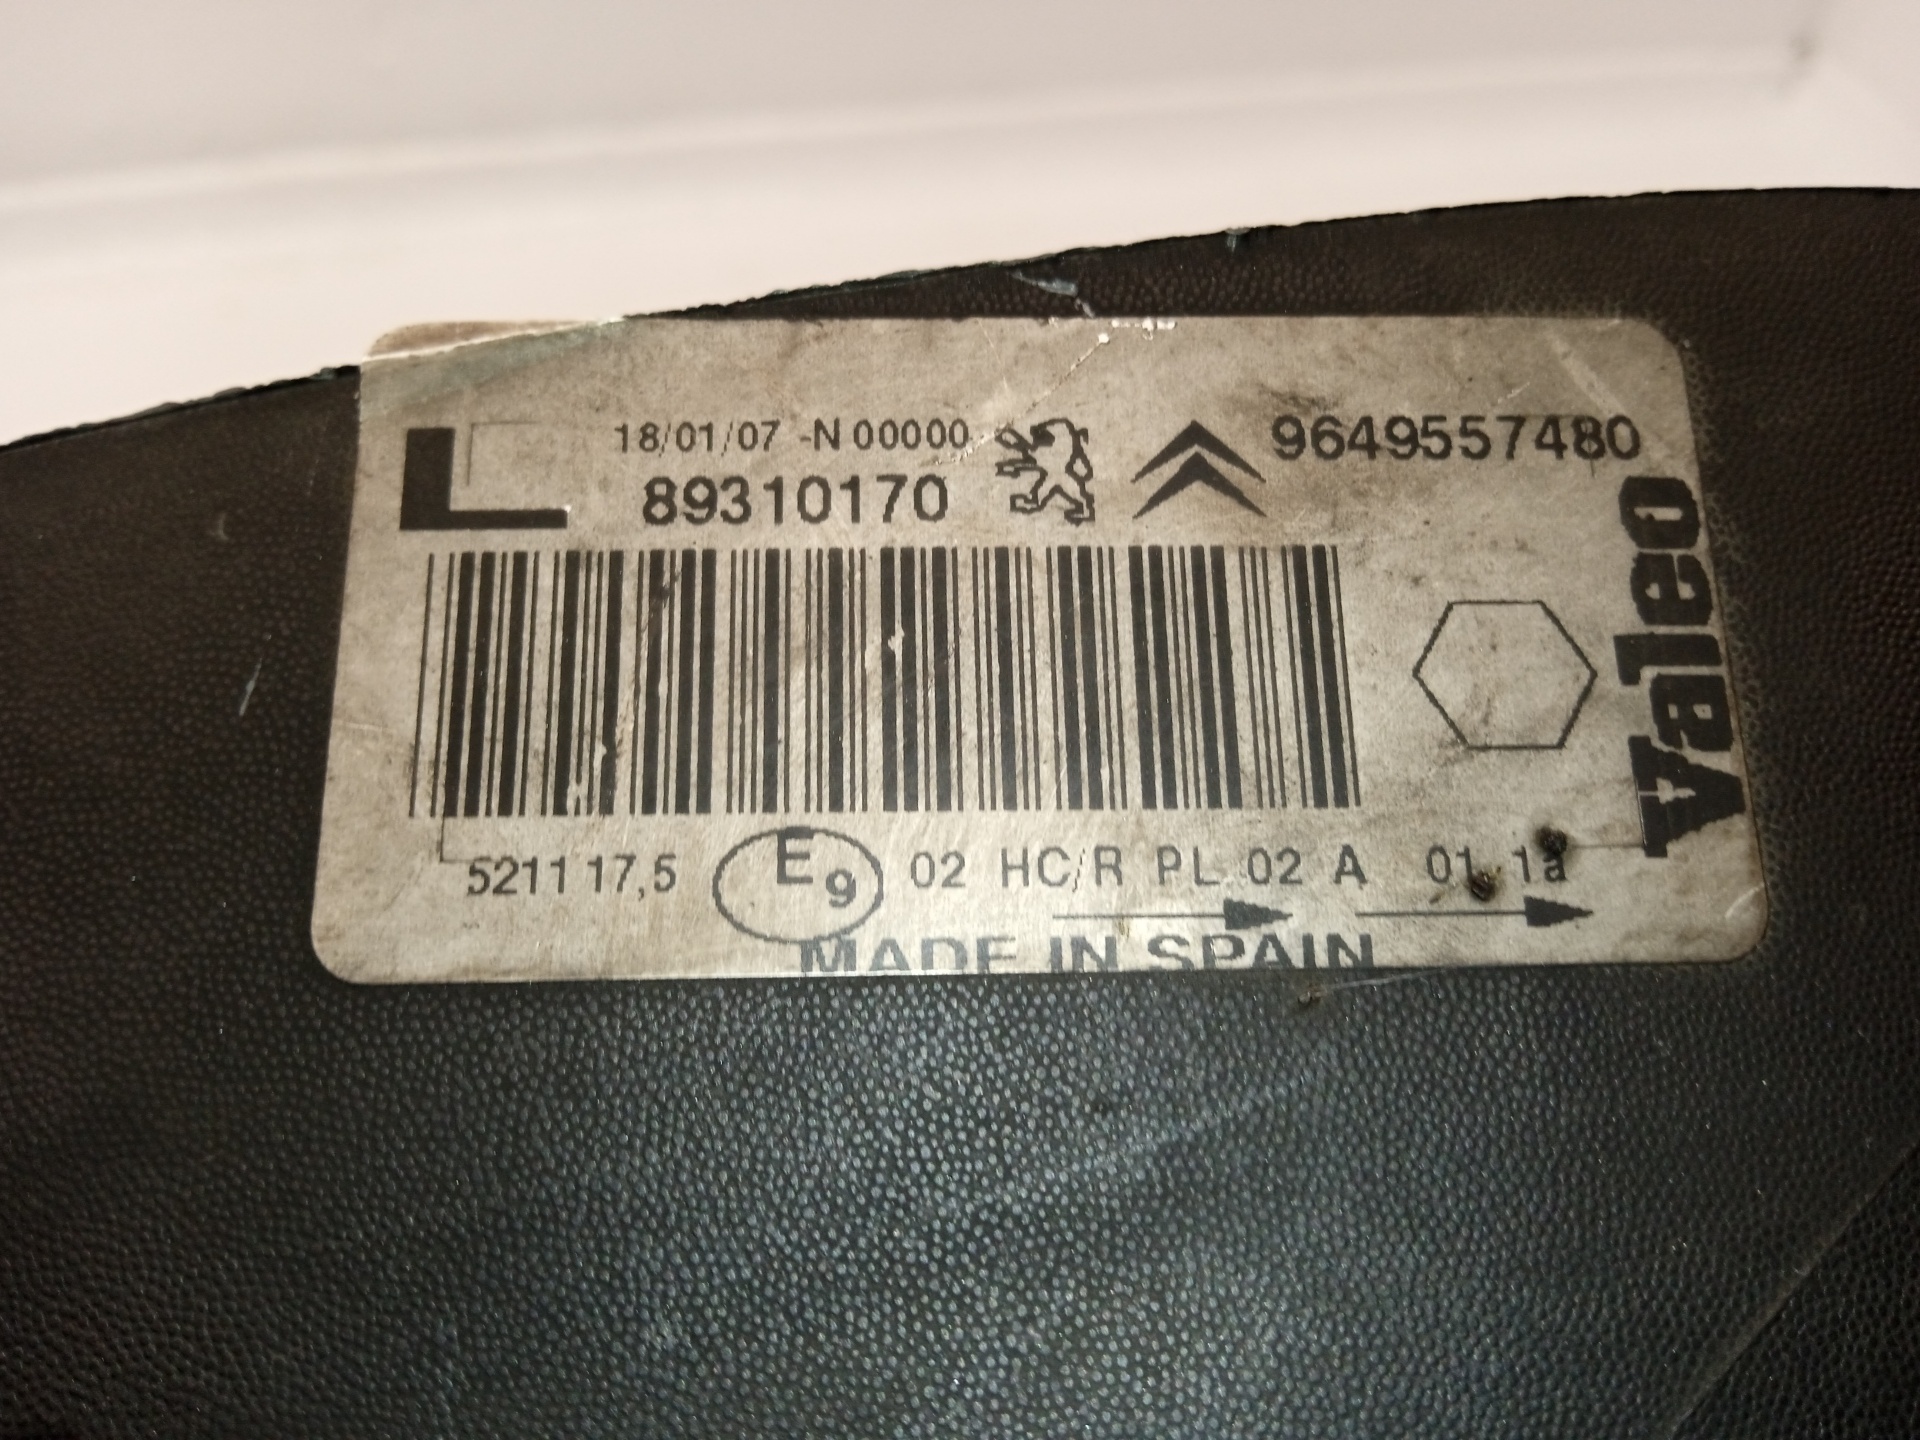 L
18/01/07 -N 00000
89310170
9649557480
Valeo
5211 17,5 E9 02 HC/R PL 02 A 01 1a
MADE IN SPAIN